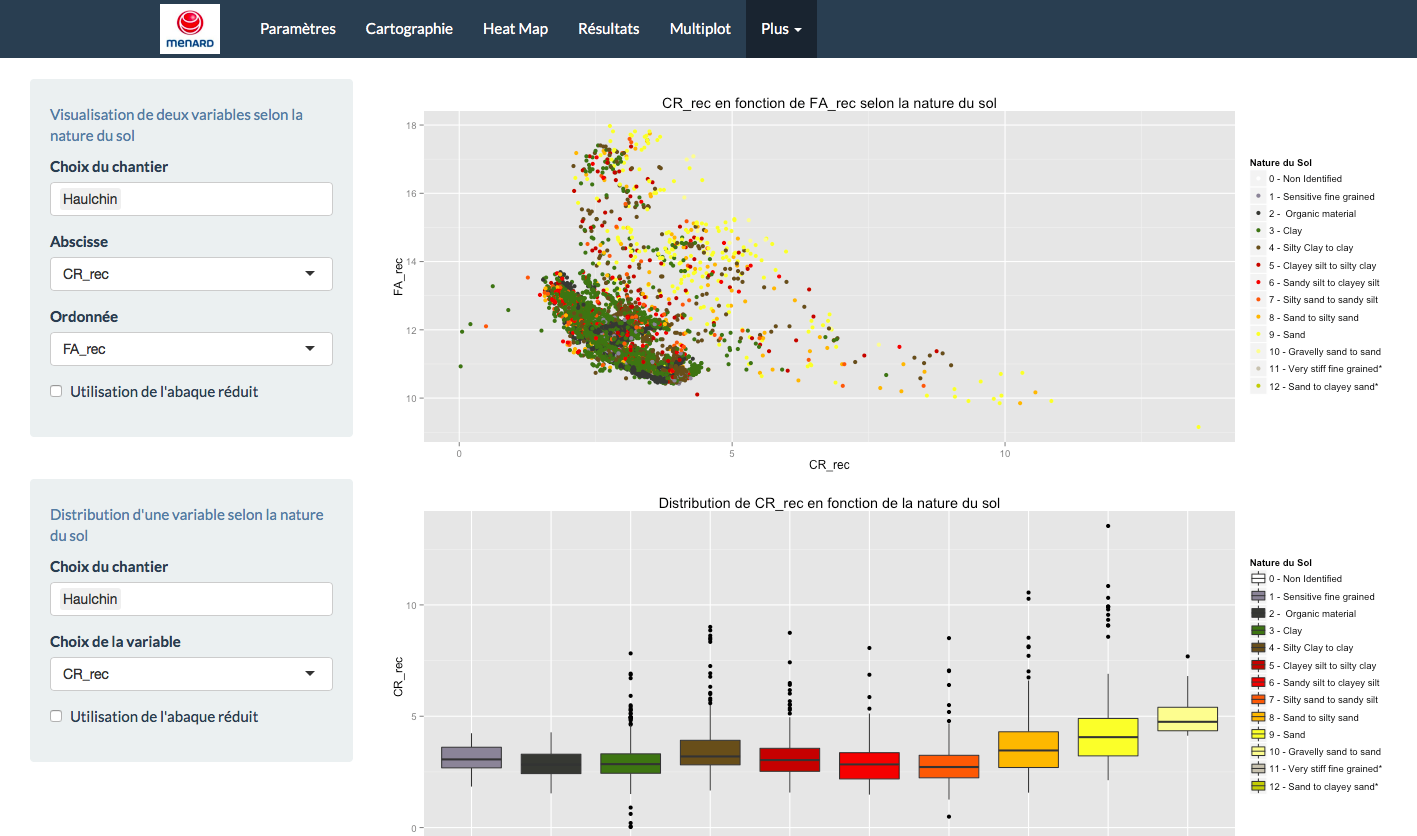 MENARD
Paramètres Cartographie Heat Map Résultats Multiplot Plus
Visualisation de deux variables selon la
nature du sol
Choix du chantier
Haulchin
Abscisse
CR_rec
Ordonnée
FA_rec
Utilisation de l'abaque réduit
CR_rec en fonction de FA_rec selon la nature du sol
18
16
14
12
10
FA_rec
0 5 10
CR_rec
Nature du Sol
0 - Non Identified
1 - Sensitive fine grained
2 -  Organic material
3 - Clay
4 - Silty Clay to clay
5 - Clayey silt to silty clay
6 - Sandy silt to clayey silt
7 - Silty sand to sandy silt
8 - Sand to silty sand
9 - Sand
10 - Gravelly sand to sand
11 - Very stiff fine grained*
12 - Sand to clayey sand*
Distribution d'une variable selon la nature
du sol
Choix du chantier
Haulchin
Choix de la variable
CR_rec
Utilisation de l'abaque réduit
Distribution de CR_rec en fonction de la nature du sol
10
5
0
CR_rec
Nature du Sol
0 - Non Identified
1 - Sensitive fine grained
2 -  Organic material
3 - Clay
4 - Silty Clay to clay
5 - Clayey silt to silty clay
6 - Sandy silt to clayey silt
7 - Silty sand to sandy silt
8 - Sand to silty sand
9 - Sand
10 - Gravelly sand to sand
11 - Very stiff fine grained*
12 - Sand to clayey sand*